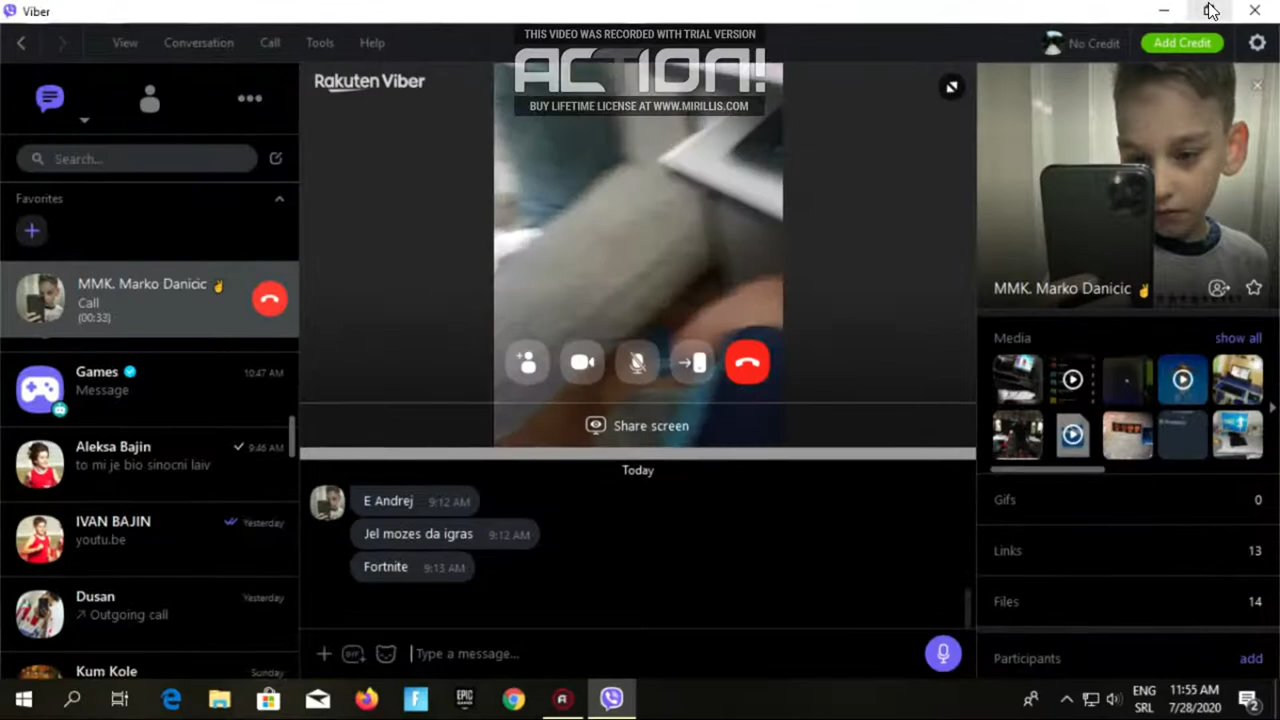 Viber
View Conversation Call Tools Help
THIS VIDEO WAS RECORDED WITH TRIAL VERSION
ACTION!
BUY LIFETIME LICENSE AT WWW.MIRILLIS.COM
No Credit
Add Credit
Rakuten Viber
Search...
Favorites
MMK. Marko Danicic ✌
Call
(00:33)
Games 10:47 AM
Message
Aleksa Bajin 9:46 AM
to mi je bio sinocni laiv
IVAN BAJIN Yesterday
youtu.be
Dusan Yesterday
Outgoing call
Kum Kole Sunday
Share screen
Today
E Andrej 9:12 AM
Jel mozes da igras 9:12 AM
Fortnite 9:13 AM
GIF
Type a message...
MMK. Marko Danicic ✌
Media show all
Gifs 0
Links 13
Files 14
Participants add
EPIC
GAMES
ENG
SRL
11:55 AM
7/28/2020
2